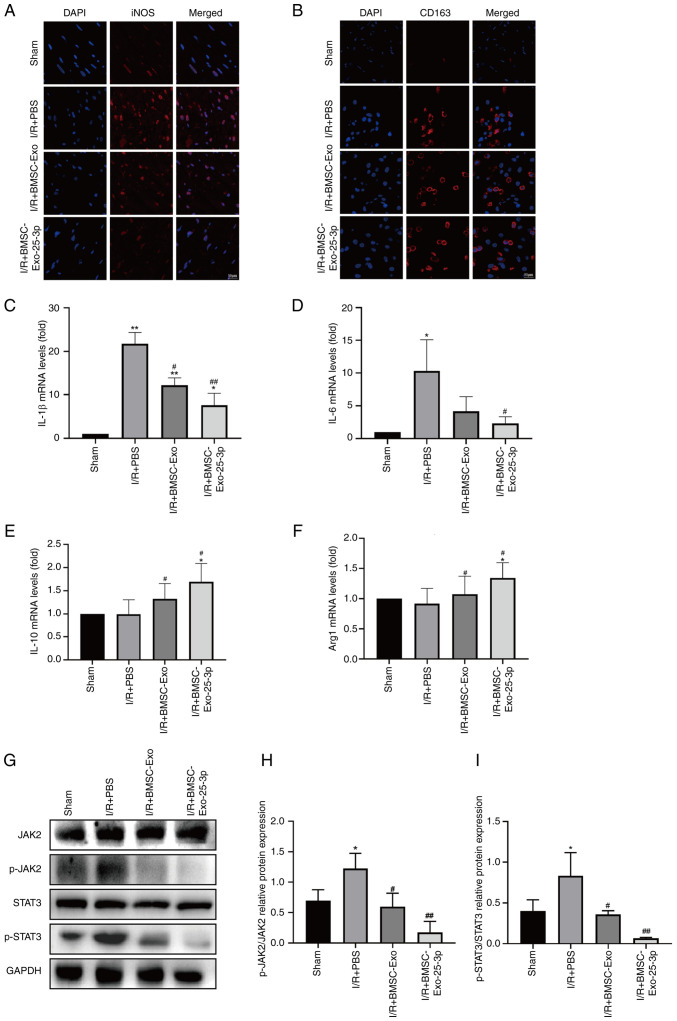 A
DAPI iNOS Merged
Sham
I/R+PBS
I/R+BMSC-Exo
I/R+BMSC-
Exo-25-3p
B
DAPI CD163 Merged
Sham
I/R+PBS
I/R+BMSC-Exo
I/R+BMSC-
Exo-25-3p
C
IL-1β mRNA levels (fold)
30
20
10
0
**
#
**
##
*
Sham
I/R+PBS
I/R+BMSC-Exo
I/R+BMSC-
Exo-25-3p
D
IL-6 mRNA levels (fold)
20
15
10
5
0
*
#
Sham
I/R+PBS
I/R+BMSC-Exo
I/R+BMSC-
Exo-25-3p
E
IL-10 mRNA levels (fold)
2.5
2.0
1.5
1.0
0.5
0.0
#
#
*
Sham
I/R+PBS
I/R+BMSC-Exo
I/R+BMSC-
Exo-25-3p
F
Arg1 mRNA levels (fold)
2.0
1.5
1.0
0.5
0.0
#
#
*
Sham
I/R+PBS
I/R+BMSC-Exo
I/R+BMSC-
Exo-25-3p
G
Sham
I/R+PBS
I/R+BMSC-Exo
I/R+BMSC-
Exo-25-3p
JAK2
p-JAK2
STAT3
p-STAT3
GAPDH
H
p-JAK2/JAK2 relative protein expression
2.0
1.5
1.0
0.5
0.0
*
#
##
Sham
I/R+PBS
I/R+BMSC-Exo
I/R+BMSC-
Exo-25-3p
I
p-STAT3/STAT3 relative protein expression
1.5
1.0
0.5
0.0
*
#
##
Sham
I/R+PBS
I/R+BMSC-Exo
I/R+BMSC-
Exo-25-3p